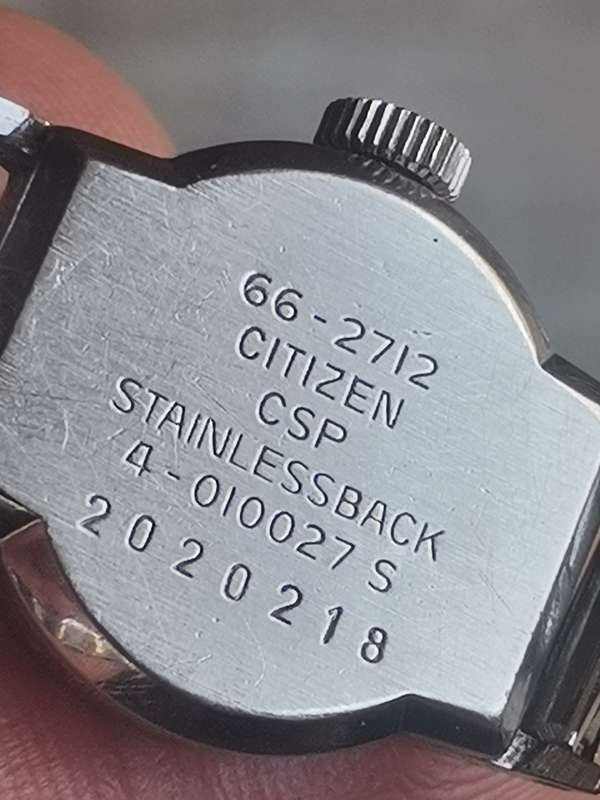 66-2712
CITIZEN
CSP
STAINLESSBACK
4-010027 S
2020218